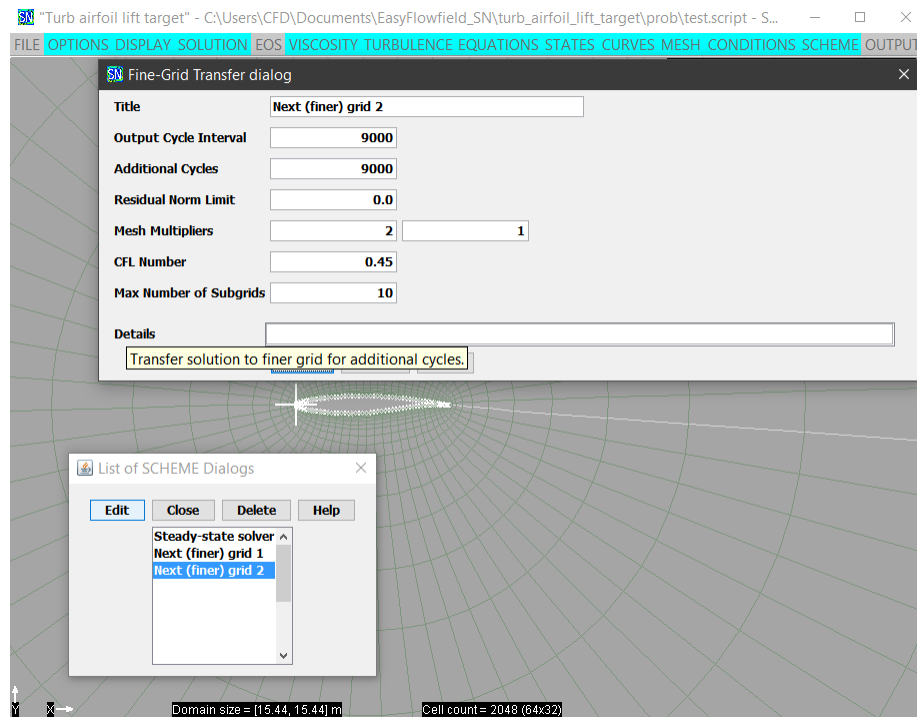 SN "Turb airfoil lift target" - C:\Users\CFD\Documents\EasyFlowfield_SN\turb_airfoil_lift_target\prob\test.script - S...
FILE OPTIONS DISPLAY SOLUTION EOS VISCOSITY TURBULENCE EQUATIONS STATES CURVES MESH CONDITIONS SCHEME OUTPUT
SN Fine-Grid Transfer dialog
Title Next (finer) grid 2
Output Cycle Interval 9000
Additional Cycles 9000
Residual Norm Limit 0.0
Mesh Multipliers 2 1
CFL Number 0.45
Max Number of Subgrids 10
Details
Transfer solution to finer grid for additional cycles.
List of SCHEME Dialogs
Edit Close Delete Help
Steady-state solver
Next (finer) grid 1
Next (finer) grid 2
Y X Domain size = [15.44, 15.44] m Cell count= 2048 (64x32)